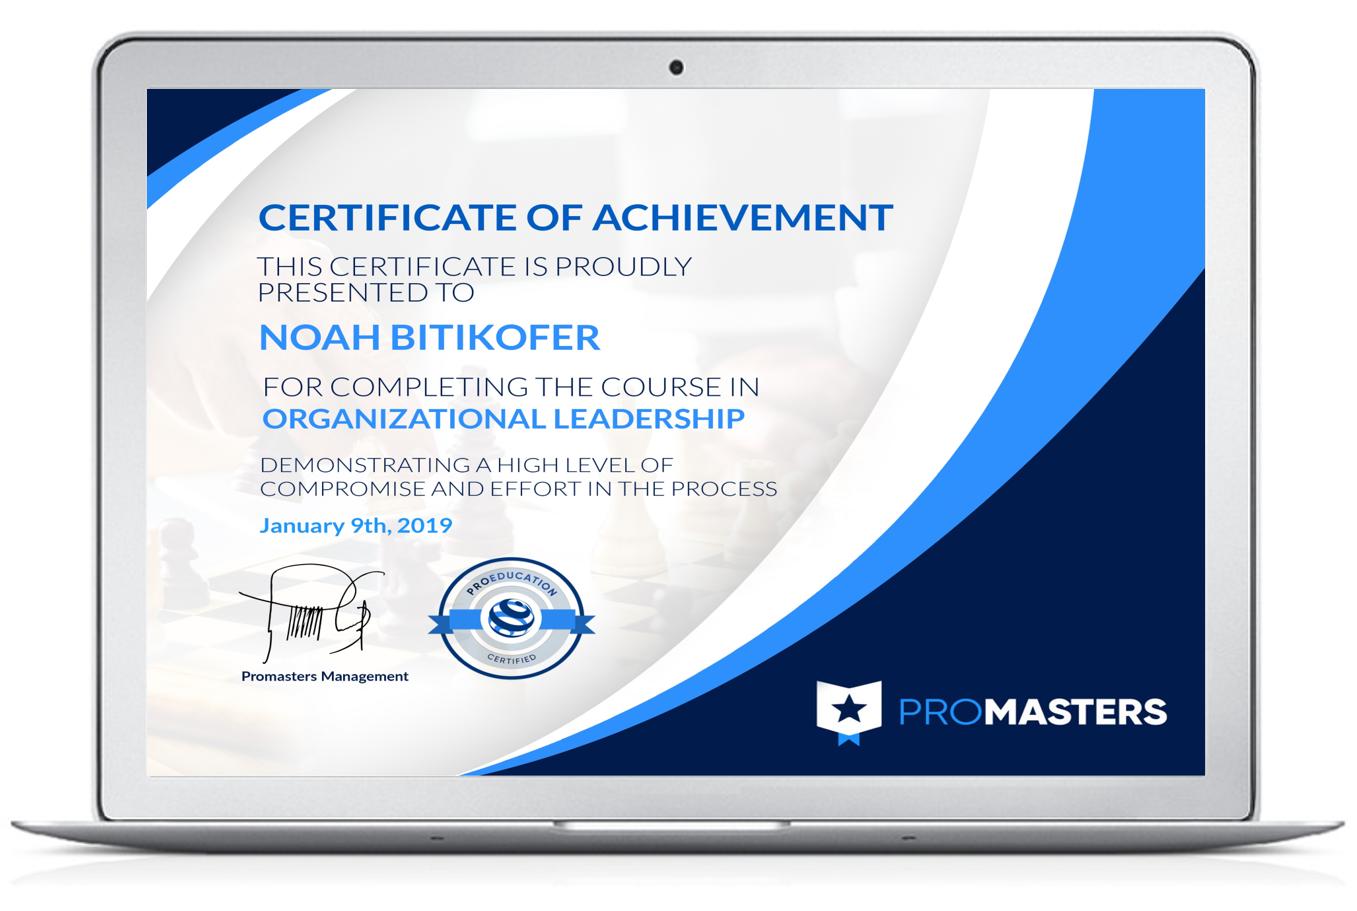 CERTIFICATE OF ACHIEVEMENT
THIS CERTIFICATE IS PROUDLY
PRESENTED TO
NOAH BITIKOFER
FOR COMPLETING THE COURSE IN
ORGANIZATIONAL LEADERSHIP
DEMONSTRATING A HIGH LEVEL OF
COMPROMISE AND EFFORT IN THE PROCESS
January 9th, 2019
PROEDUCATION
CERTIFIED
Promasters Management
PROMASTERS